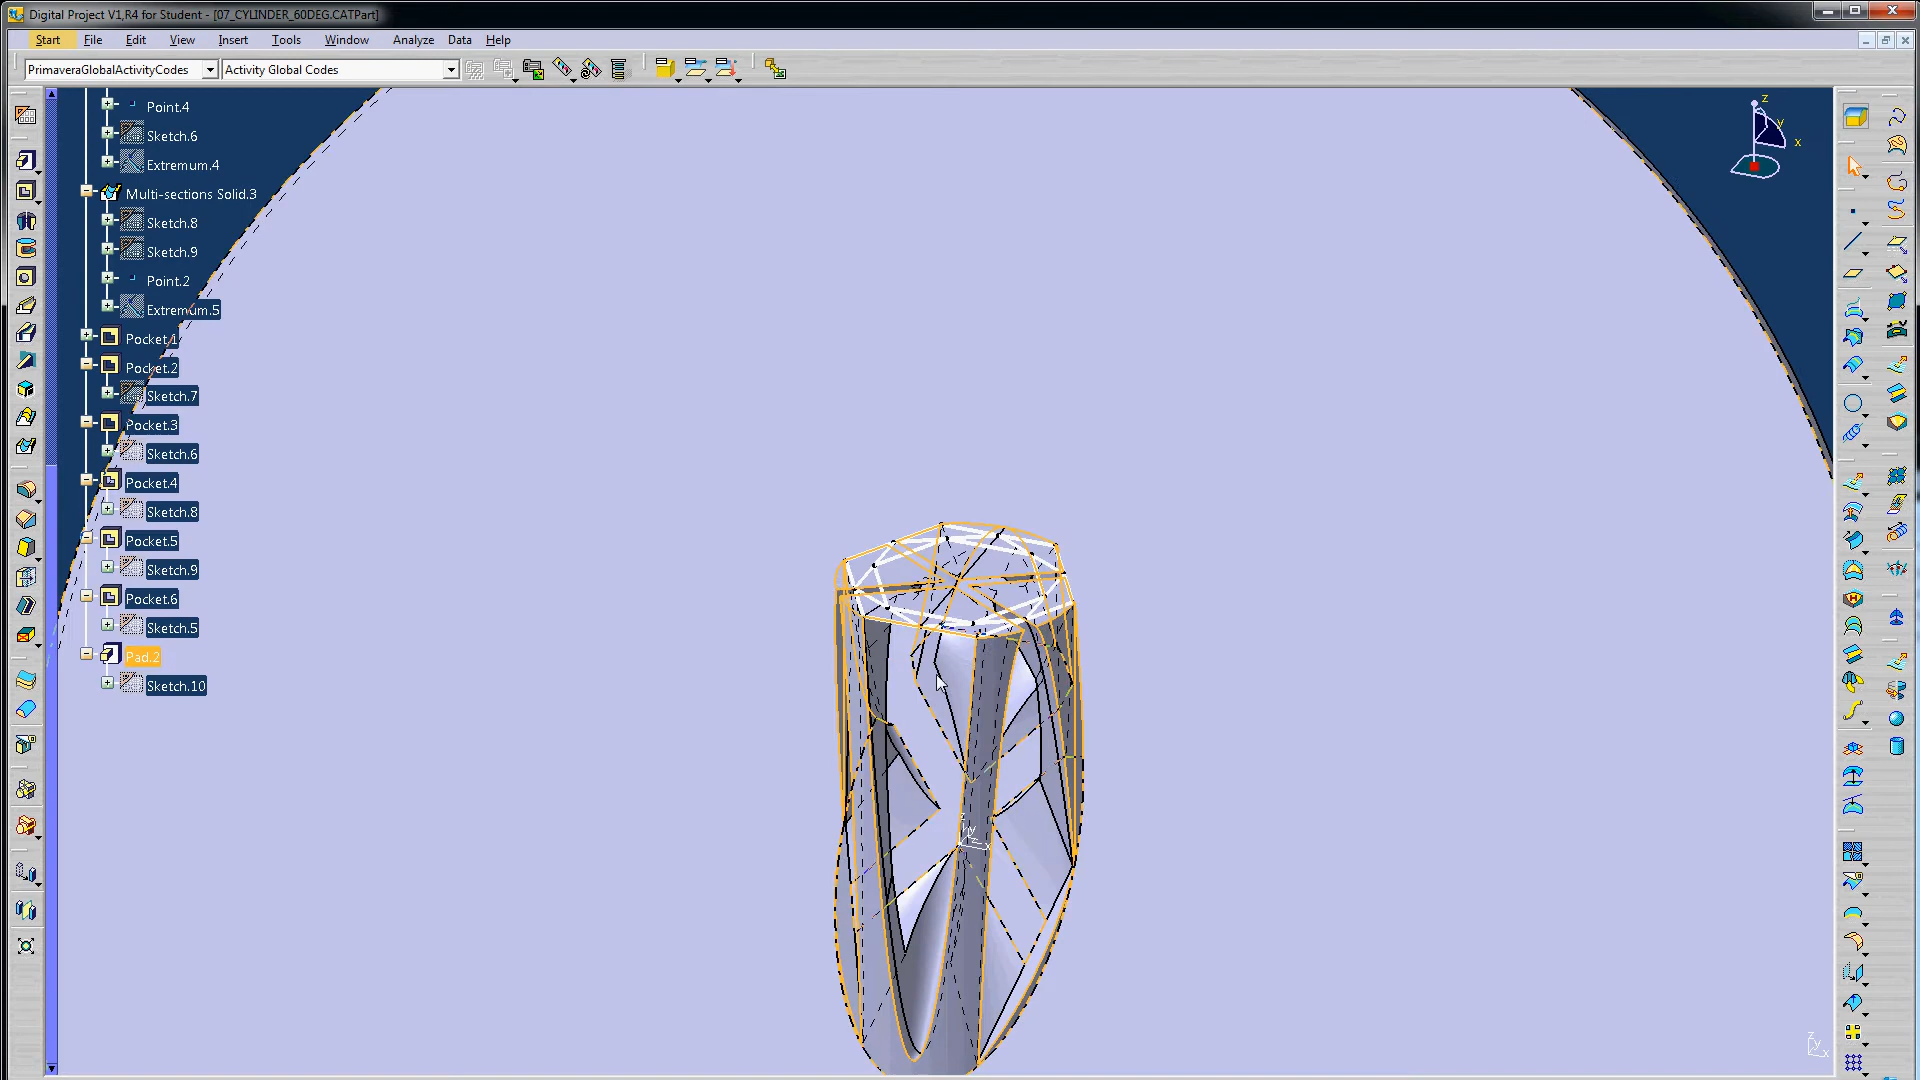 Digital Project V1,R4 for Student - [07_CYLINDER_60DEG.CATPart]
Start File Edit View Insert Tools Window Analyze Data Help
PrimaveraGlobalActivityCodes Activity Global Codes
Point.4
Sketch.6
Extremum.4
Multi-sections Solid.3
Sketch.8
Sketch.9
Point.2
Extremum.5
Pocket.1
Pocket.2
Sketch.7
Pocket.3
Sketch.6
Pocket.4
Sketch.8
Pocket.5
Sketch.9
Pocket.6
Sketch.5
Pad.2
Sketch.10
z
y
x
z
y
x
z
y
x